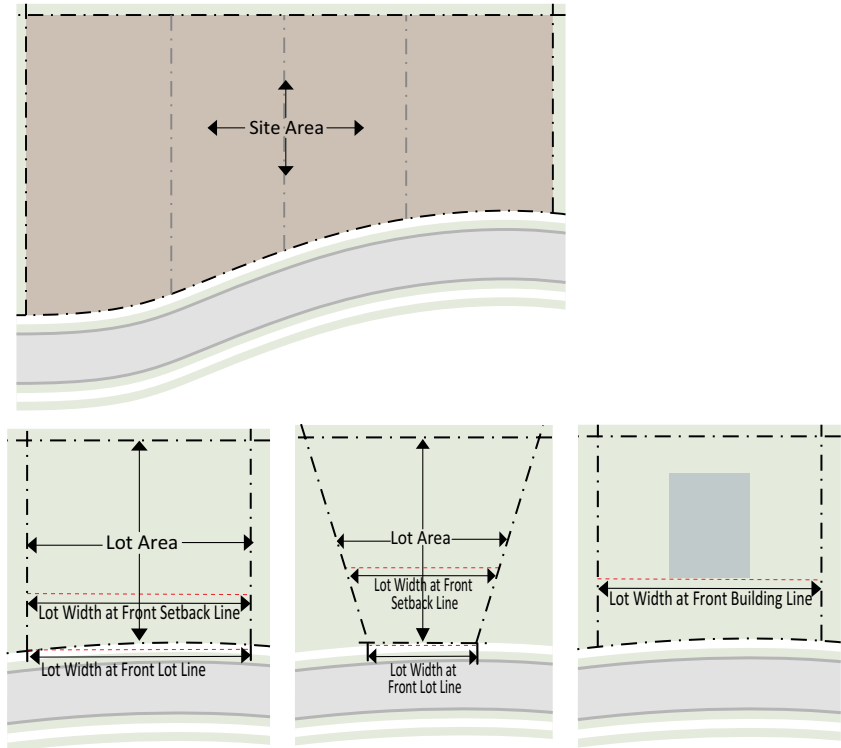 Site Area
Lot Area
Lot Width at Front Setback Line
Lot Width at Front Lot Line
Lot Area
Lot Width at Front
Setback Line
Lot Width at
Front Lot Line
Lot Width at Front Building Line